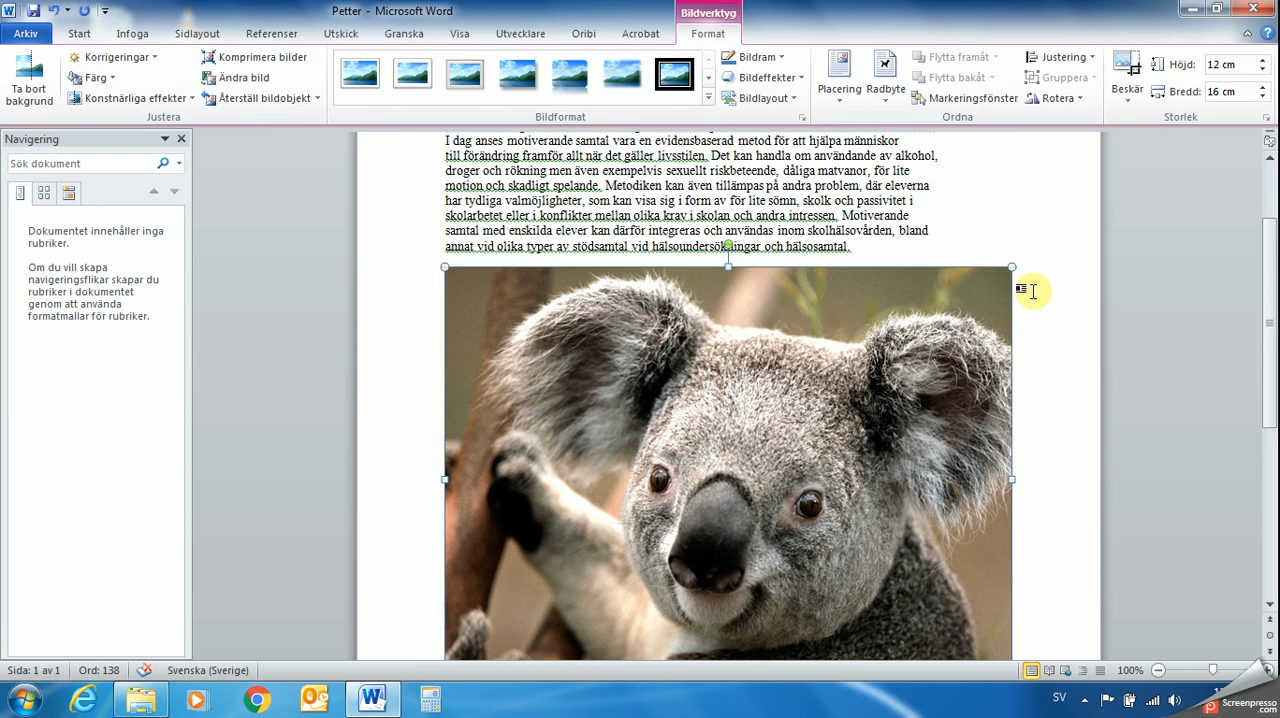 Petter - Microsoft Word
Bildverktyg
Arkiv Start Infoga Sidlayout Referenser Utskick Granska Visa Utvecklare Oribi Acrobat Format
Ta bort bakgrund
Korrigeringar
Färg
Konstnärliga effekter
Komprimera bilder
Ändra bild
Återställ bildobjekt
Justera
Bildformat
Bildram
Bildeffekter
Bildlayout
Placering
Radbyte
Flytta framåt
Flytta bakåt
Markeringsfönster
Justering
Gruppera
Rotera
Ordna
Beskär
Höjd: 12 cm
Bredd: 16 cm
Storlek
Navigering
Sök dokument
Dokumentet innehåller inga
rubriker.
Om du vill skapa
navigeringsflikar skapar du
rubriker i dokumentet
genom att använda
formatmallar för rubriker.
I dag anses motiverande samtal vara en evidensbaserad metod för att hjälpa människor
till förändring framför allt när det gäller livsstilen. Det kan handla om användande av alkohol,
droger och rökning men även exempelvis sexuellt riskbeteende, dåliga matvanor, för lite
motion och skadligt spelande. Metodiken kan även tillämpas på andra problem, där eleverna
har tydliga valmöjligheter, som kan visa sig i form av för lite sömn, skolk och passivitet i
skolarbetet eller i konflikter mellan olika krav i skolan och andra intressen. Motiverande
samtal med enskilda elever kan därför integreras och användas inom skolhälsovården, bland
annat vid olika typer av stödsamtal vid hälsoundersökningar och hälsosamtal.
Sida: 1 av 1 Ord: 138 Svenska (Sverige) 100%
SV
Screenpresso
.com